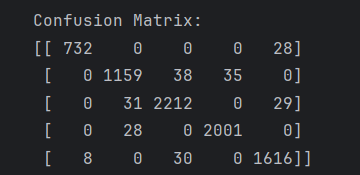 Confusion Matrix:
[[ 732 0 0 0 28]
[ 0 1159 38 35 0]
[ 0 31 2212 0 29]
[ 0 28 0 2001 0]
[ 8 0 30 0 1616]]